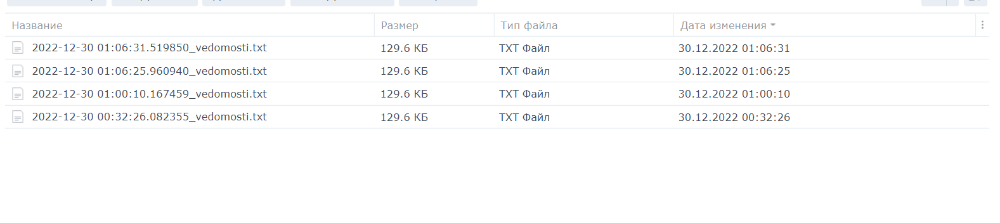 Название Размер Тип файла Дата изменения
2022-12-30 01:06:31.519850_vedomosti.txt 129.6 КБ TXT Файл 30.12.2022 01:06:31
2022-12-30 01:06:25.960940_vedomosti.txt 129.6 КБ TXT Файл 30.12.2022 01:06:25
2022-12-30 01:00:10.167459_vedomosti.txt 129.6 КБ TXT Файл 30.12.2022 01:00:10
2022-12-30 00:32:26.082355_vedomosti.txt 129.6 КБ TXT Файл 30.12.2022 00:32:26